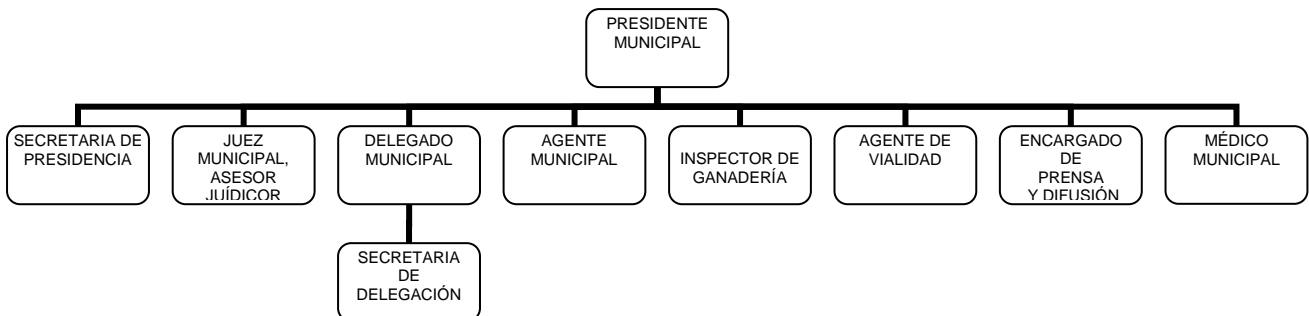 PRESIDENTE
MUNICIPAL
SECRETARIA DE
PRESIDENCIA
JUEZ
MUNICIPAL,
ASESOR
JUÍDICOR
DELEGADO
MUNICIPAL
AGENTE
MUNICIPAL
INSPECTOR DE
GANADERÍA
AGENTE DE
VIALIDAD
ENCARGADO
DE
PRENSA
Y DIFUSIÓN
MÉDICO
MUNICIPAL
SECRETARIA
DE
DELEGACIÓN